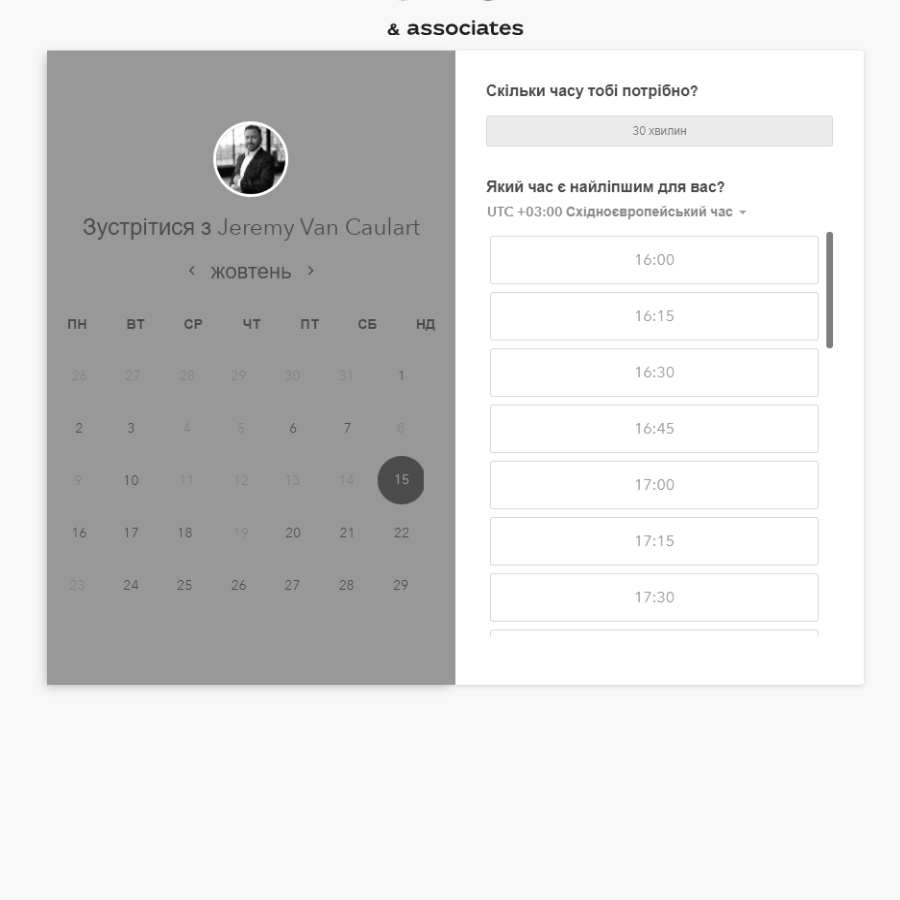 & associates
Зустрітися з Jeremy Van Caulart
жовтень
ПН ВТ СР ЧТ ПТ СБ НД
26 27 28 29 30 31 1
2 3 4 5 6 7 8
9 10 11 12 13 14 15
16 17 18 19 20 21 22
23 24 25 26 27 28 29
Скільки часу тобі потрібно?
30 хвилин
Який час є найліпшим для вас?
UTC +03:00 Східноєвропейський час
16:00
16:15
16:30
16:45
17:00
17:15
17:30